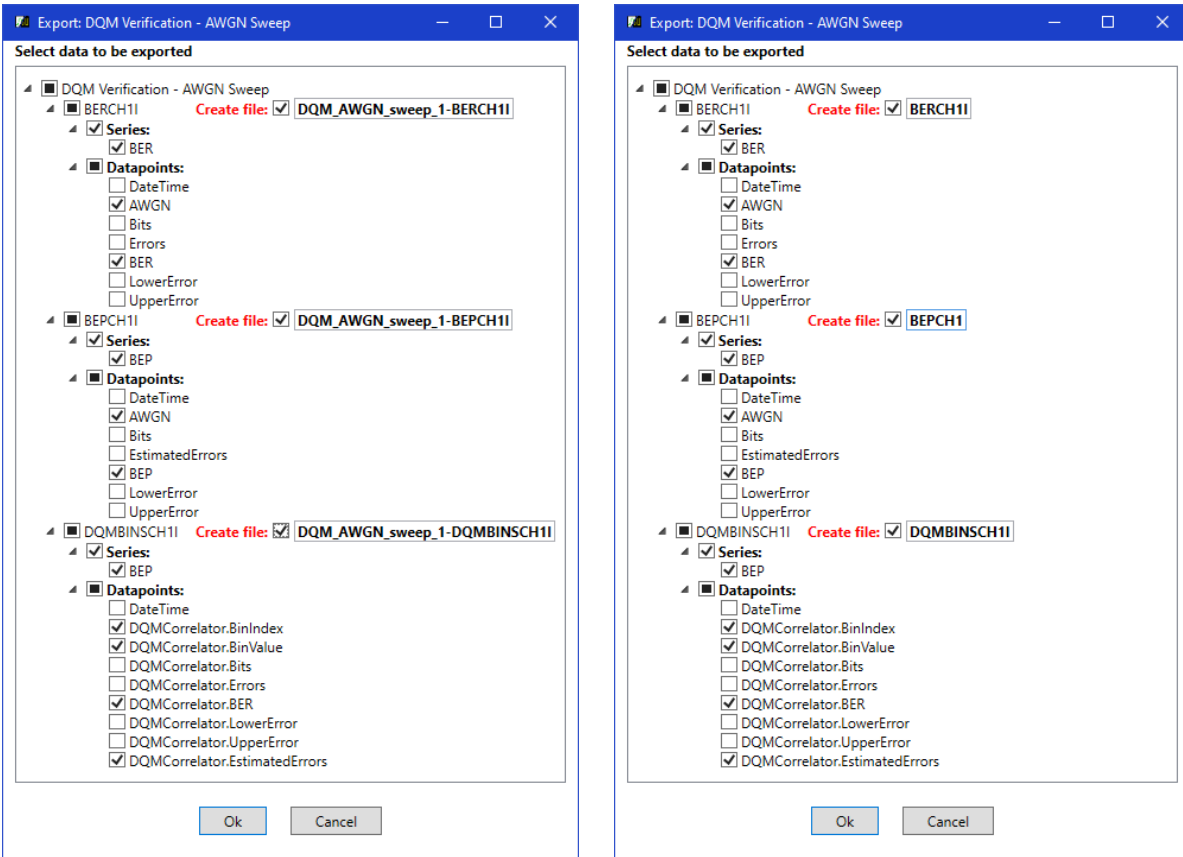 Export: DQM Verification - AWGN Sweep
Select data to be exported
DQM Verification - AWGN Sweep
BERCH1I Create file: DQM_AWGN_sweep_1-BERCH1I
Series:
BER
Datapoints:
DateTime
AWGN
Bits
Errors
BER
LowerError
UpperError
BEPCH1I Create file: DQM_AWGN_sweep_1-BEPCH1I
Series:
BEP
Datapoints:
DateTime
AWGN
Bits
EstimatedErrors
BEP
LowerError
UpperError
DQMBINSCH1I Create file: DQM_AWGN_sweep_1-DQMBINSCH1I
Series:
BEP
Datapoints:
DateTime
DQMCorrelator.BinIndex
DQMCorrelator.BinValue
DQMCorrelator.Bits
DQMCorrelator.Errors
DQMCorrelator.BER
DQMCorrelator.LowerError
DQMCorrelator.UpperError
DQMCorrelator.EstimatedErrors
Ok Cancel
Export: DQM Verification - AWGN Sweep
Select data to be exported
DQM Verification - AWGN Sweep
BERCH1I Create file: BERCH1I
Series:
BER
Datapoints:
DateTime
AWGN
Bits
Errors
BER
LowerError
UpperError
BEPCH1I Create file: BEPCH1
Series:
BEP
Datapoints:
DateTime
AWGN
Bits
EstimatedErrors
BEP
LowerError
UpperError
DQMBINSCH1I Create file: DQMBINSCH1I
Series:
BEP
Datapoints:
DateTime
DQMCorrelator.BinIndex
DQMCorrelator.BinValue
DQMCorrelator.Bits
DQMCorrelator.Errors
DQMCorrelator.BER
DQMCorrelator.LowerError
DQMCorrelator.UpperError
DQMCorrelator.EstimatedErrors
Ok Cancel